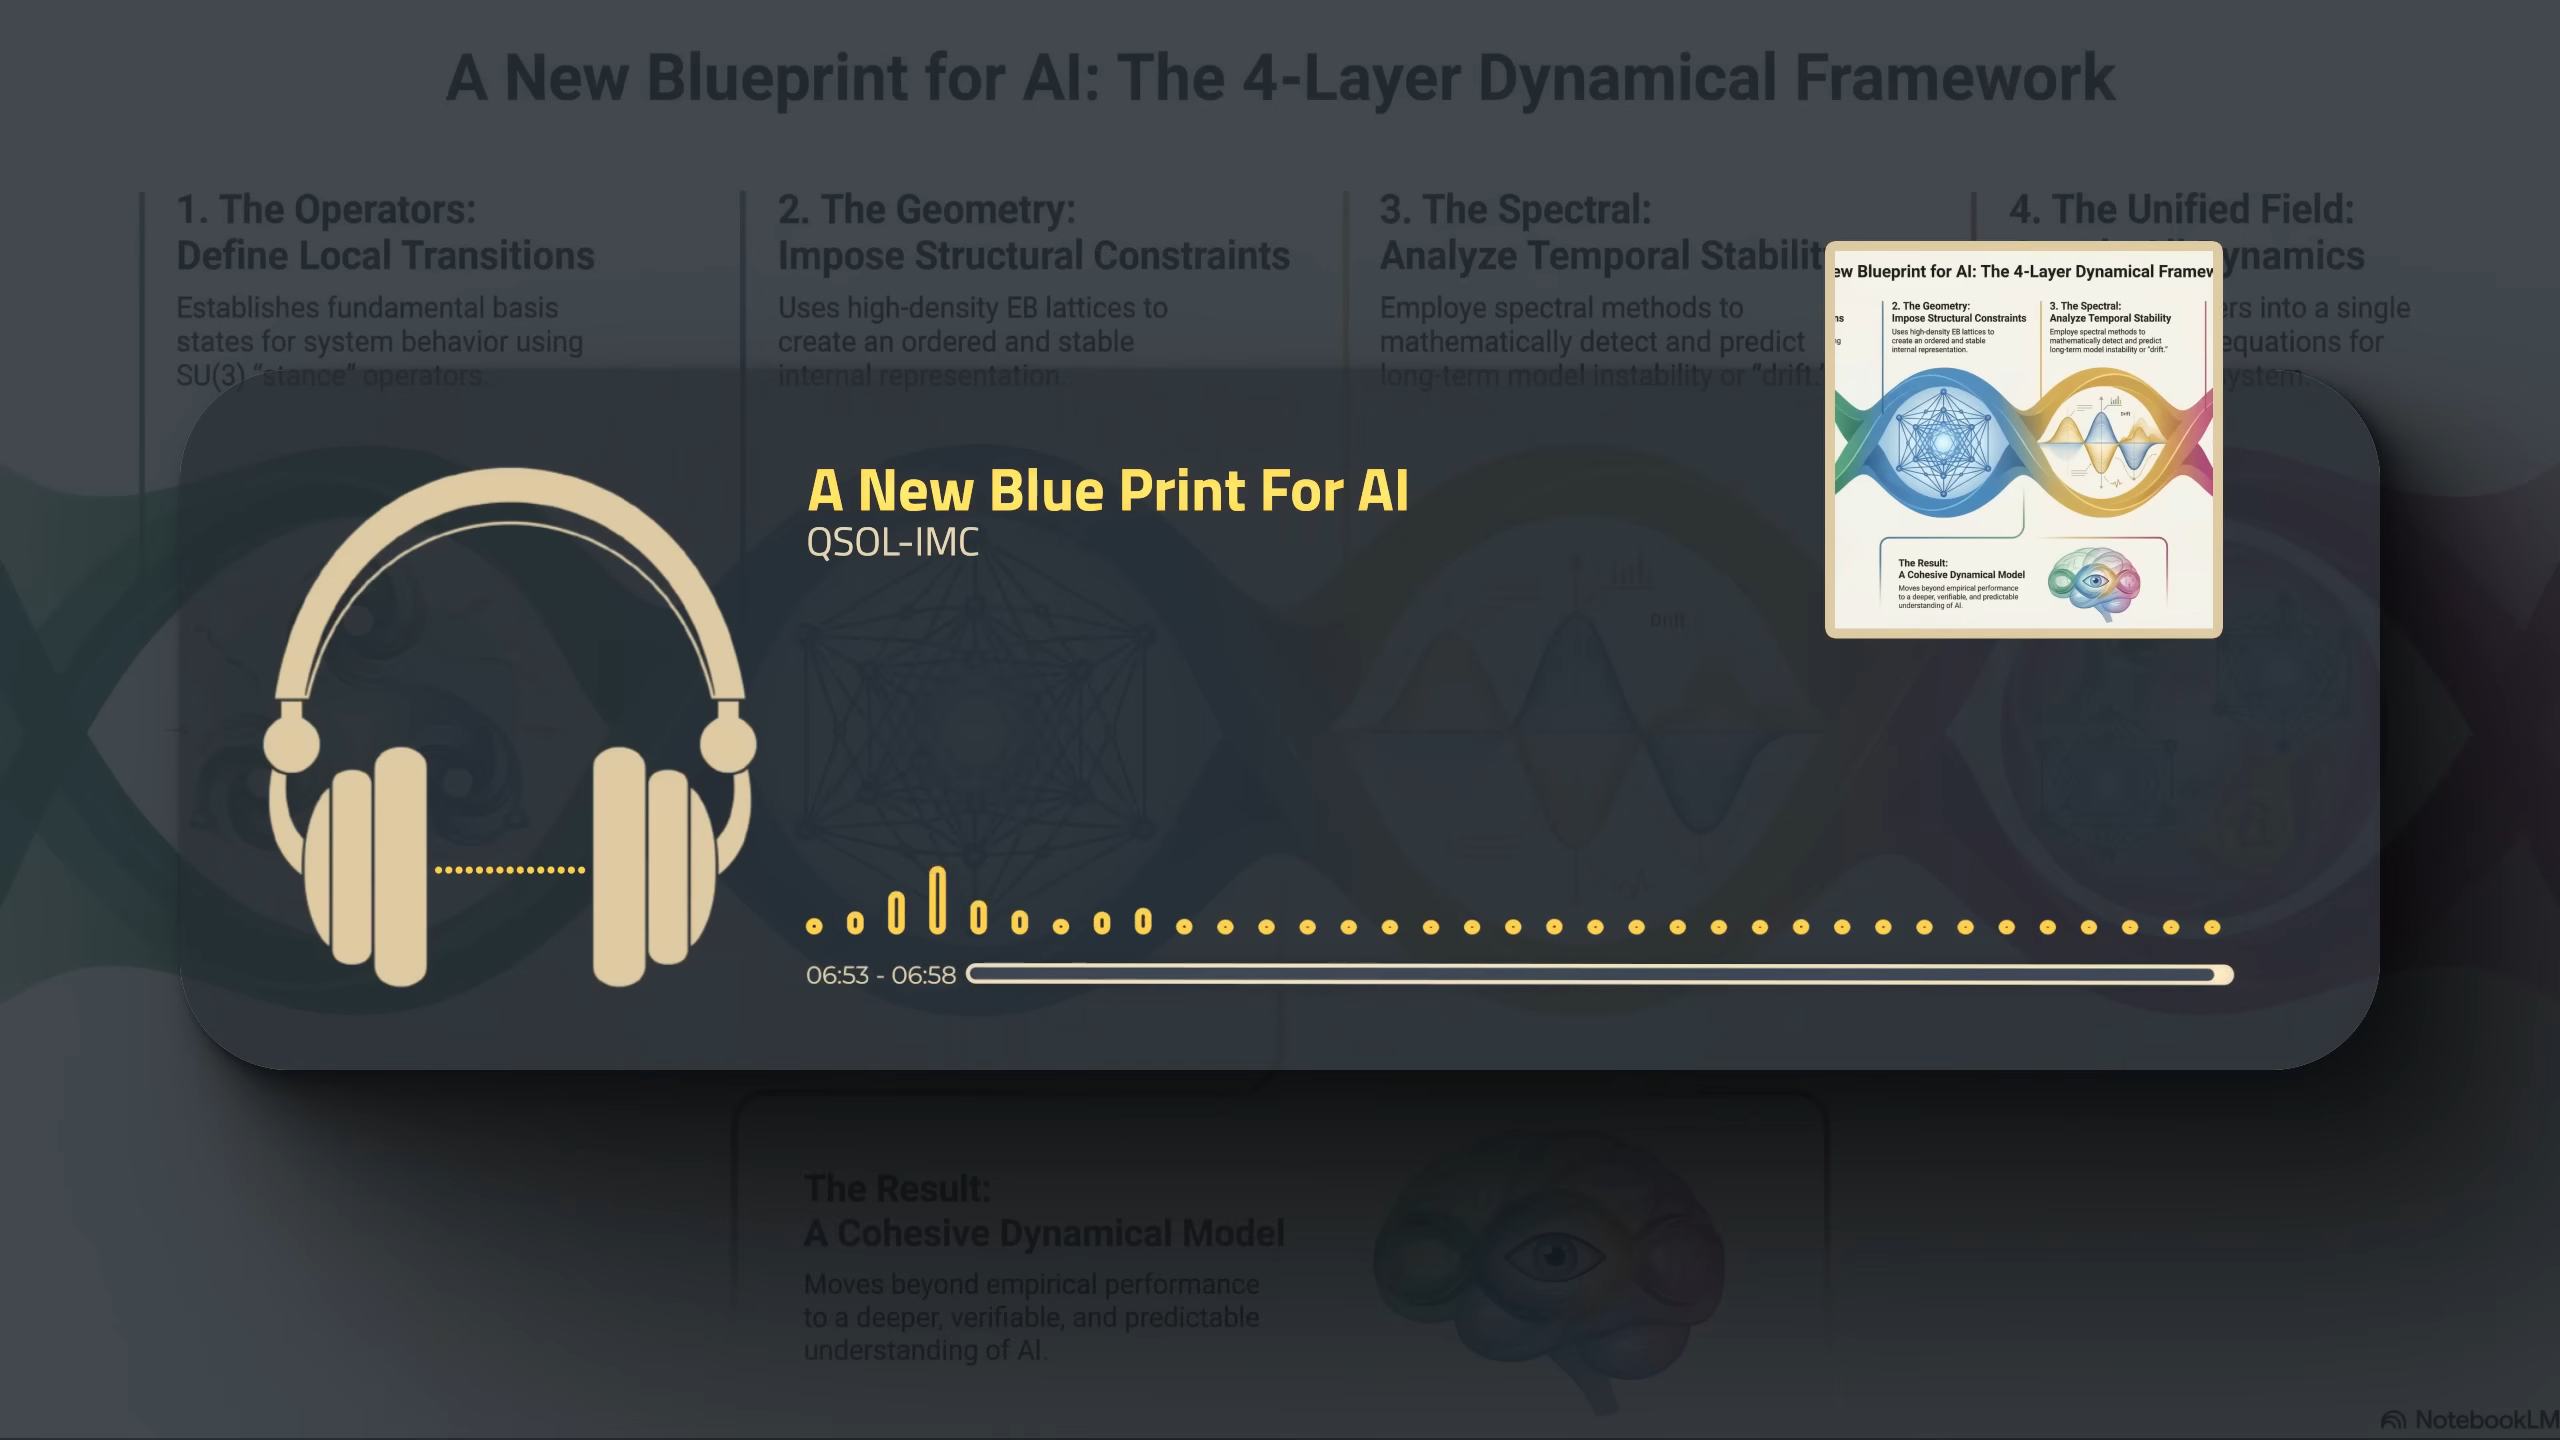 A New Blueprint for AI: The 4-Layer Dynamical Framework
1. The Operators:
Define Local Transitions
Establishes fundamental basis
states for system behavior using
SU(3) “stance” operators.
2. The Geometry:
Impose Structural Constraints
Uses high-density EB lattices to
create an ordered and stable
internal representation.
3. The Spectral:
Analyze Temporal Stabilit
Employe spectral methods to
mathematically detect and predict
long-term model instability or “drift.”
4. The Unified Field:
ynamics
ers into a single
equations for
ystem.
ew Blueprint for AI: The 4-Layer Dynamical Framew
ns
ng
2. The Geometry:
Impose Structural Constraints
Uses high-density EB lattices to
create an ordered and stable
internal representation.
3. The Spectral:
Analyze Temporal Stability
Employe spectral methods to
mathematically detect and predict
long-term model instability or “drift.”
Drift
The Result:
A Cohesive Dynamical Model
Moves beyond empirical performance
to a deeper, verifiable, and predictable
understanding of AI.
A New Blue Print For AI
QSOL-IMC
Drift
06:53 - 06:58
The Result:
A Cohesive Dynamical Model
Moves beyond empirical performance
to a deeper, verifiable, and predictable
understanding of AI.
NotebookLM